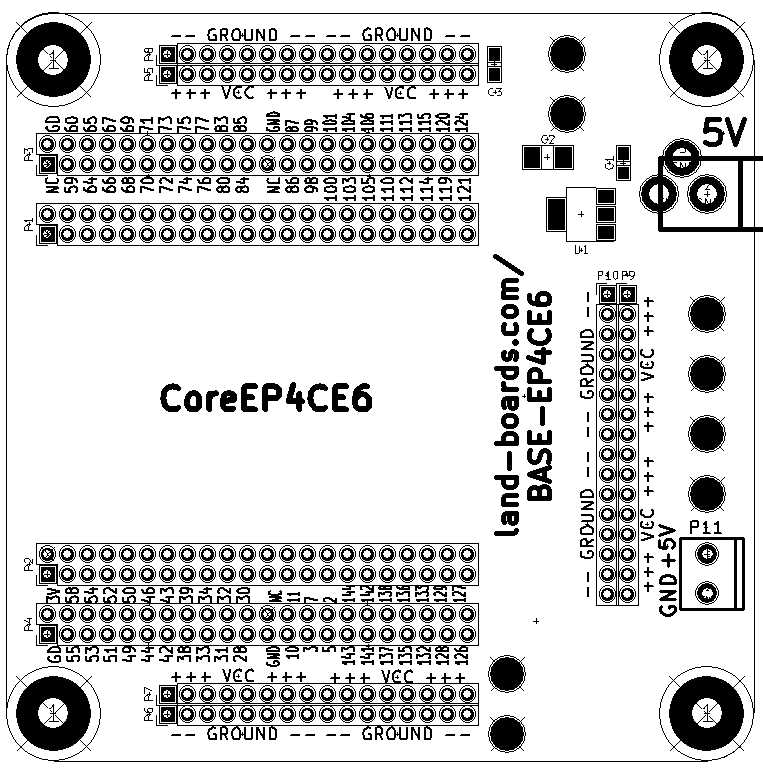 -- GROUND -- -- GROUND --
P8
P5
+++ VCC +++ +++ VCC +++
C3
C2
C1
5V
GD 60 65 67 69 71 73 75 77 83 85 GND 87 99 101 104 106 111 113 115 120 124
P3
NC 59 64 66 68 70 72 74 76 80 84 NC 86 98 100 103 105 110 112 114 119 121
P1
U1
P10 P9
-- GROUND -- -- GROUND --
+++ VCC +++ +++ VCC +++
land-boards.com/
BASE-EP4CE6
CoreEP4CE6
P11
GND +5V
P2
3V 58 54 52 50 46 43 39 34 32 30 NC 11 7 2 144 142 138 136 133 129 127
P4
GD 55 53 51 49 44 42 38 33 31 28 GND 10 3 5 143 141 137 135 132 128 126
+++ VCC +++ +++ VCC +++
P7
P6
-- GROUND -- -- GROUND --
1
1
1
1